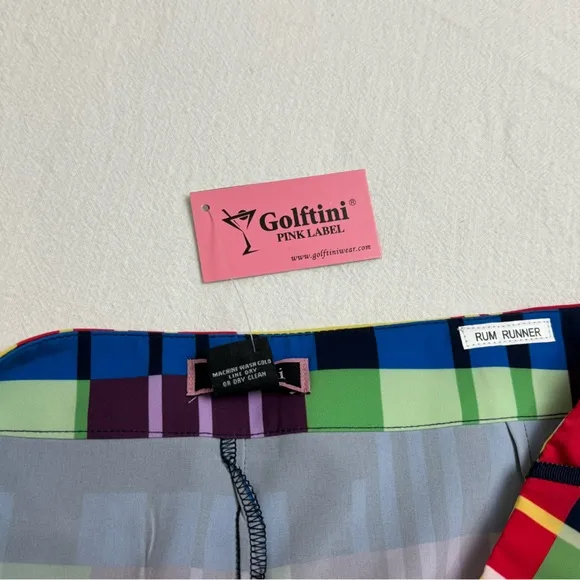 Golftini®
PINK LABEL
www.golftiniwear.com
RUM RUNNER
MACHINE WASH COLD
LINE DRY
OR DRY CLEAN